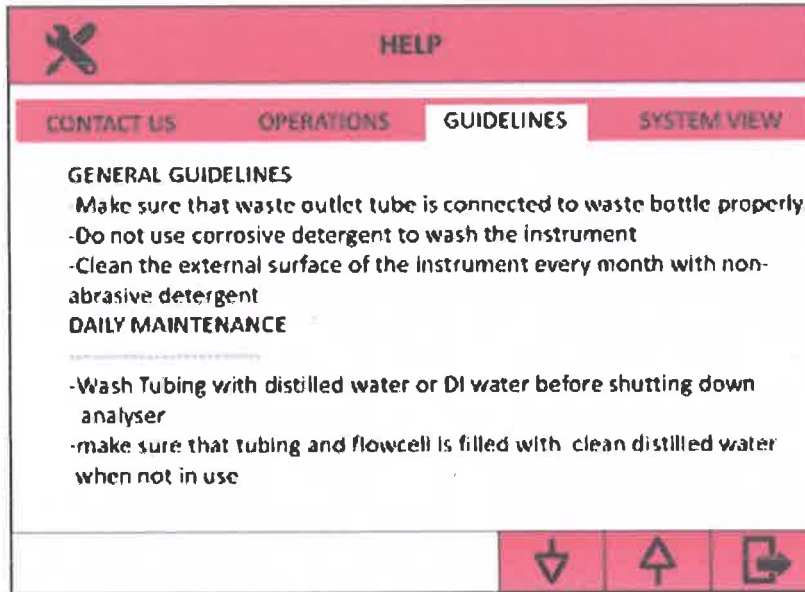 HELP
CONTACT US OPERATIONS GUIDELINES SYSTEM VIEW
GENERAL GUIDELINES
-Make sure that waste outlet tube is connected to waste bottle properly
-Do not use corrosive detergent to wash the instrument
-Clean the external surface of the instrument every month with non-
abrasive detergent
DAILY MAINTENANCE
-Wash Tubing with distilled water or DI water before shutting down
analyser
-make sure that tubing and flowcell is filled with clean distilled water
when not in use